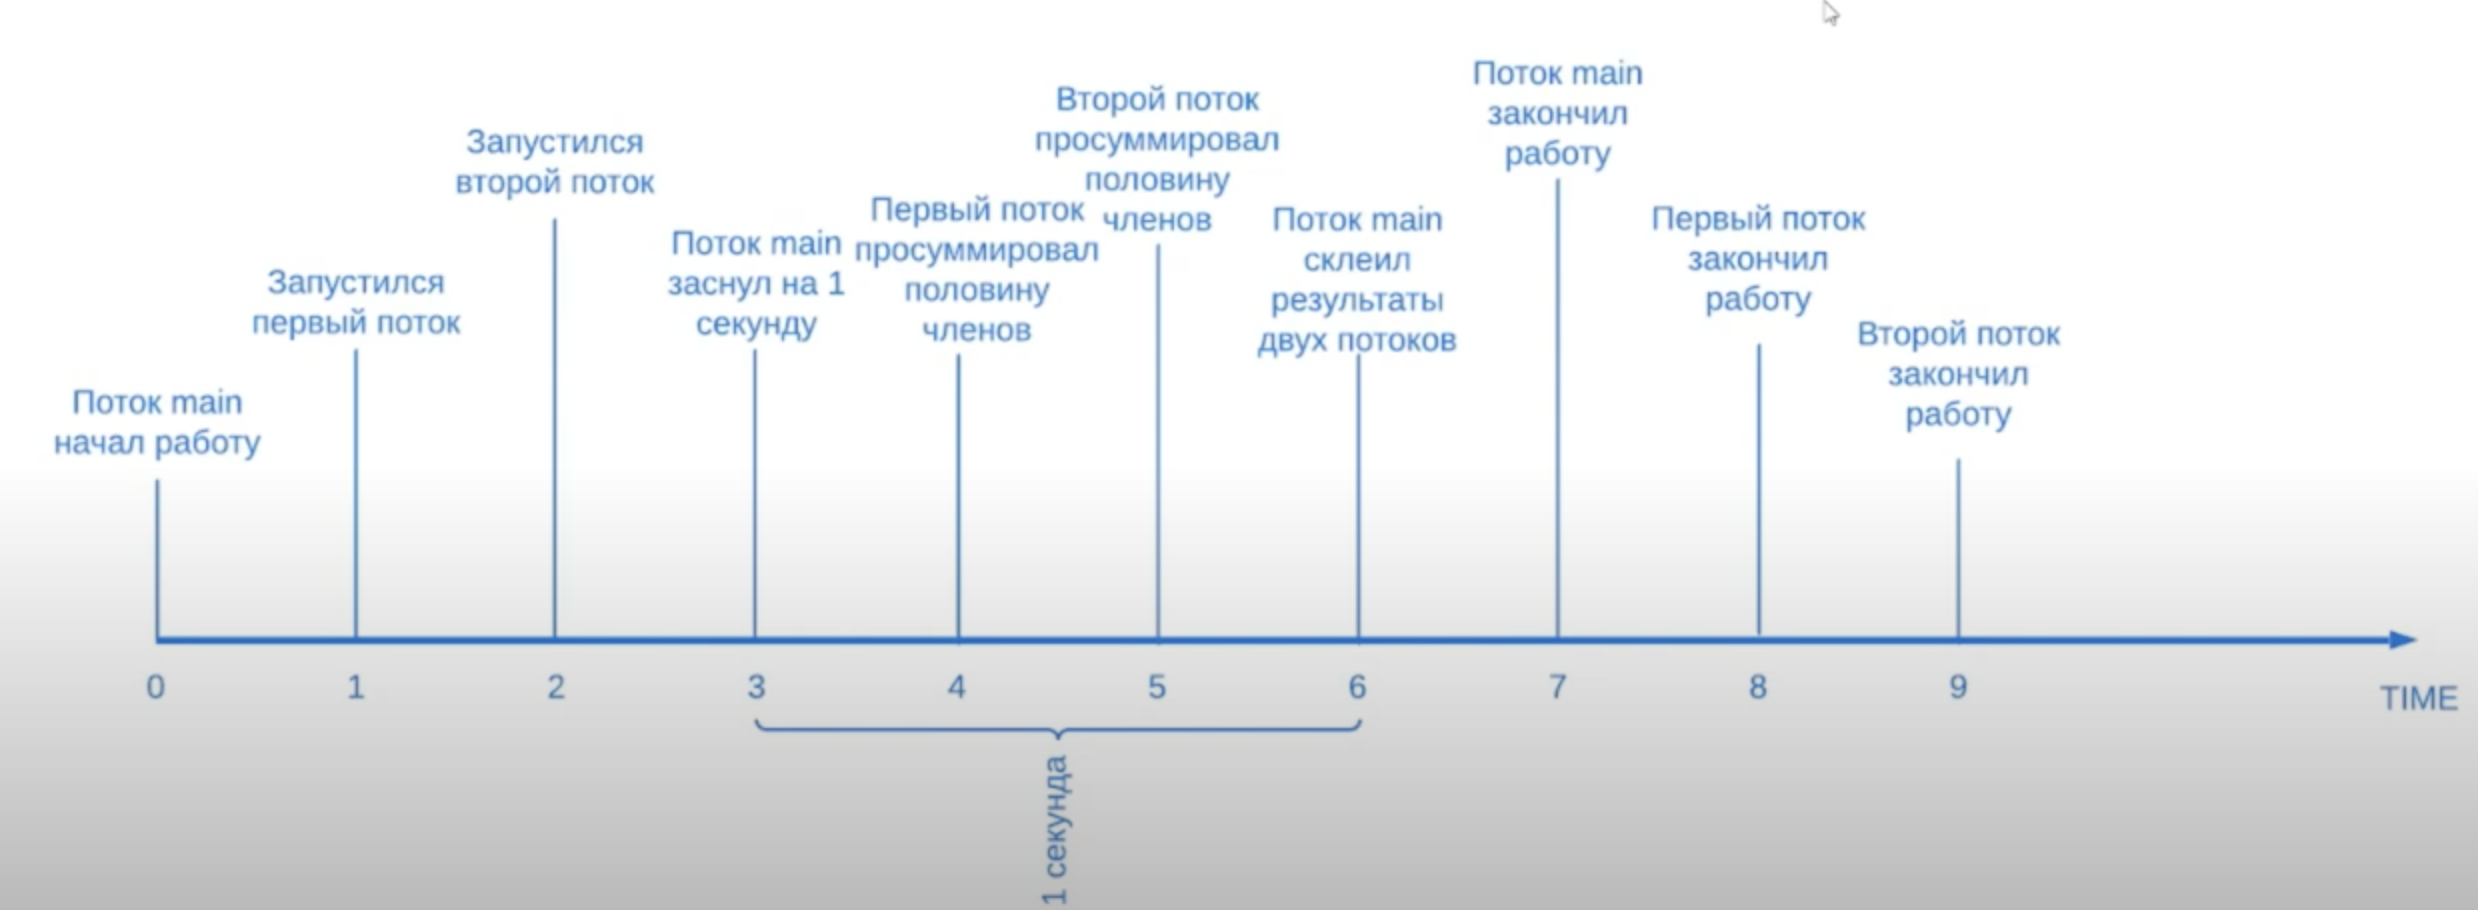 Поток main
начал работу
Запустился
первый поток
Запустился
второй поток
Поток main
заснул на 1
секунду
Первый поток
просуммировал
половину
членов
Второй поток
просуммировал
половину
членов
Поток main
склеил
результаты
двух потоков
Поток main
закончил
работу
Первый поток
закончил
работу
Второй поток
закончил
работу
0 1 2 3 4 5 6 7 8 9
TIME
1 секунда